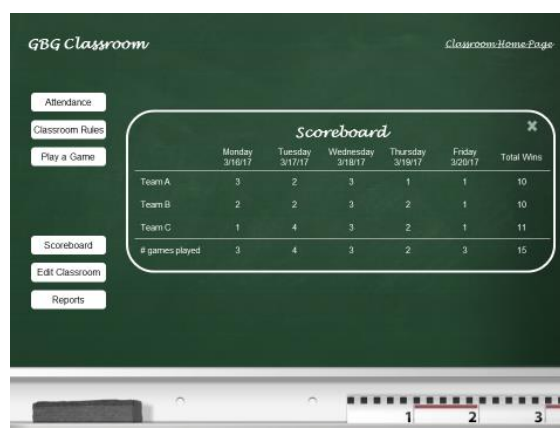 GBG Classroom
Classroom Home Page
Attendance
Classroom Rules
Play a Game
Scoreboard
Edit Classroom
Reports
Scoreboard
Monday 3/16/17 Tuesday 3/17/17 Wednesday 3/18/17 Thursday 3/19/17 Friday 3/20/17 Total Wins
Team A 3 2 3 1 1 10
Team B 2 2 3 2 1 10
Team C 1 4 3 2 1 11
# games played 3 4 3 2 3 15
1 2 3